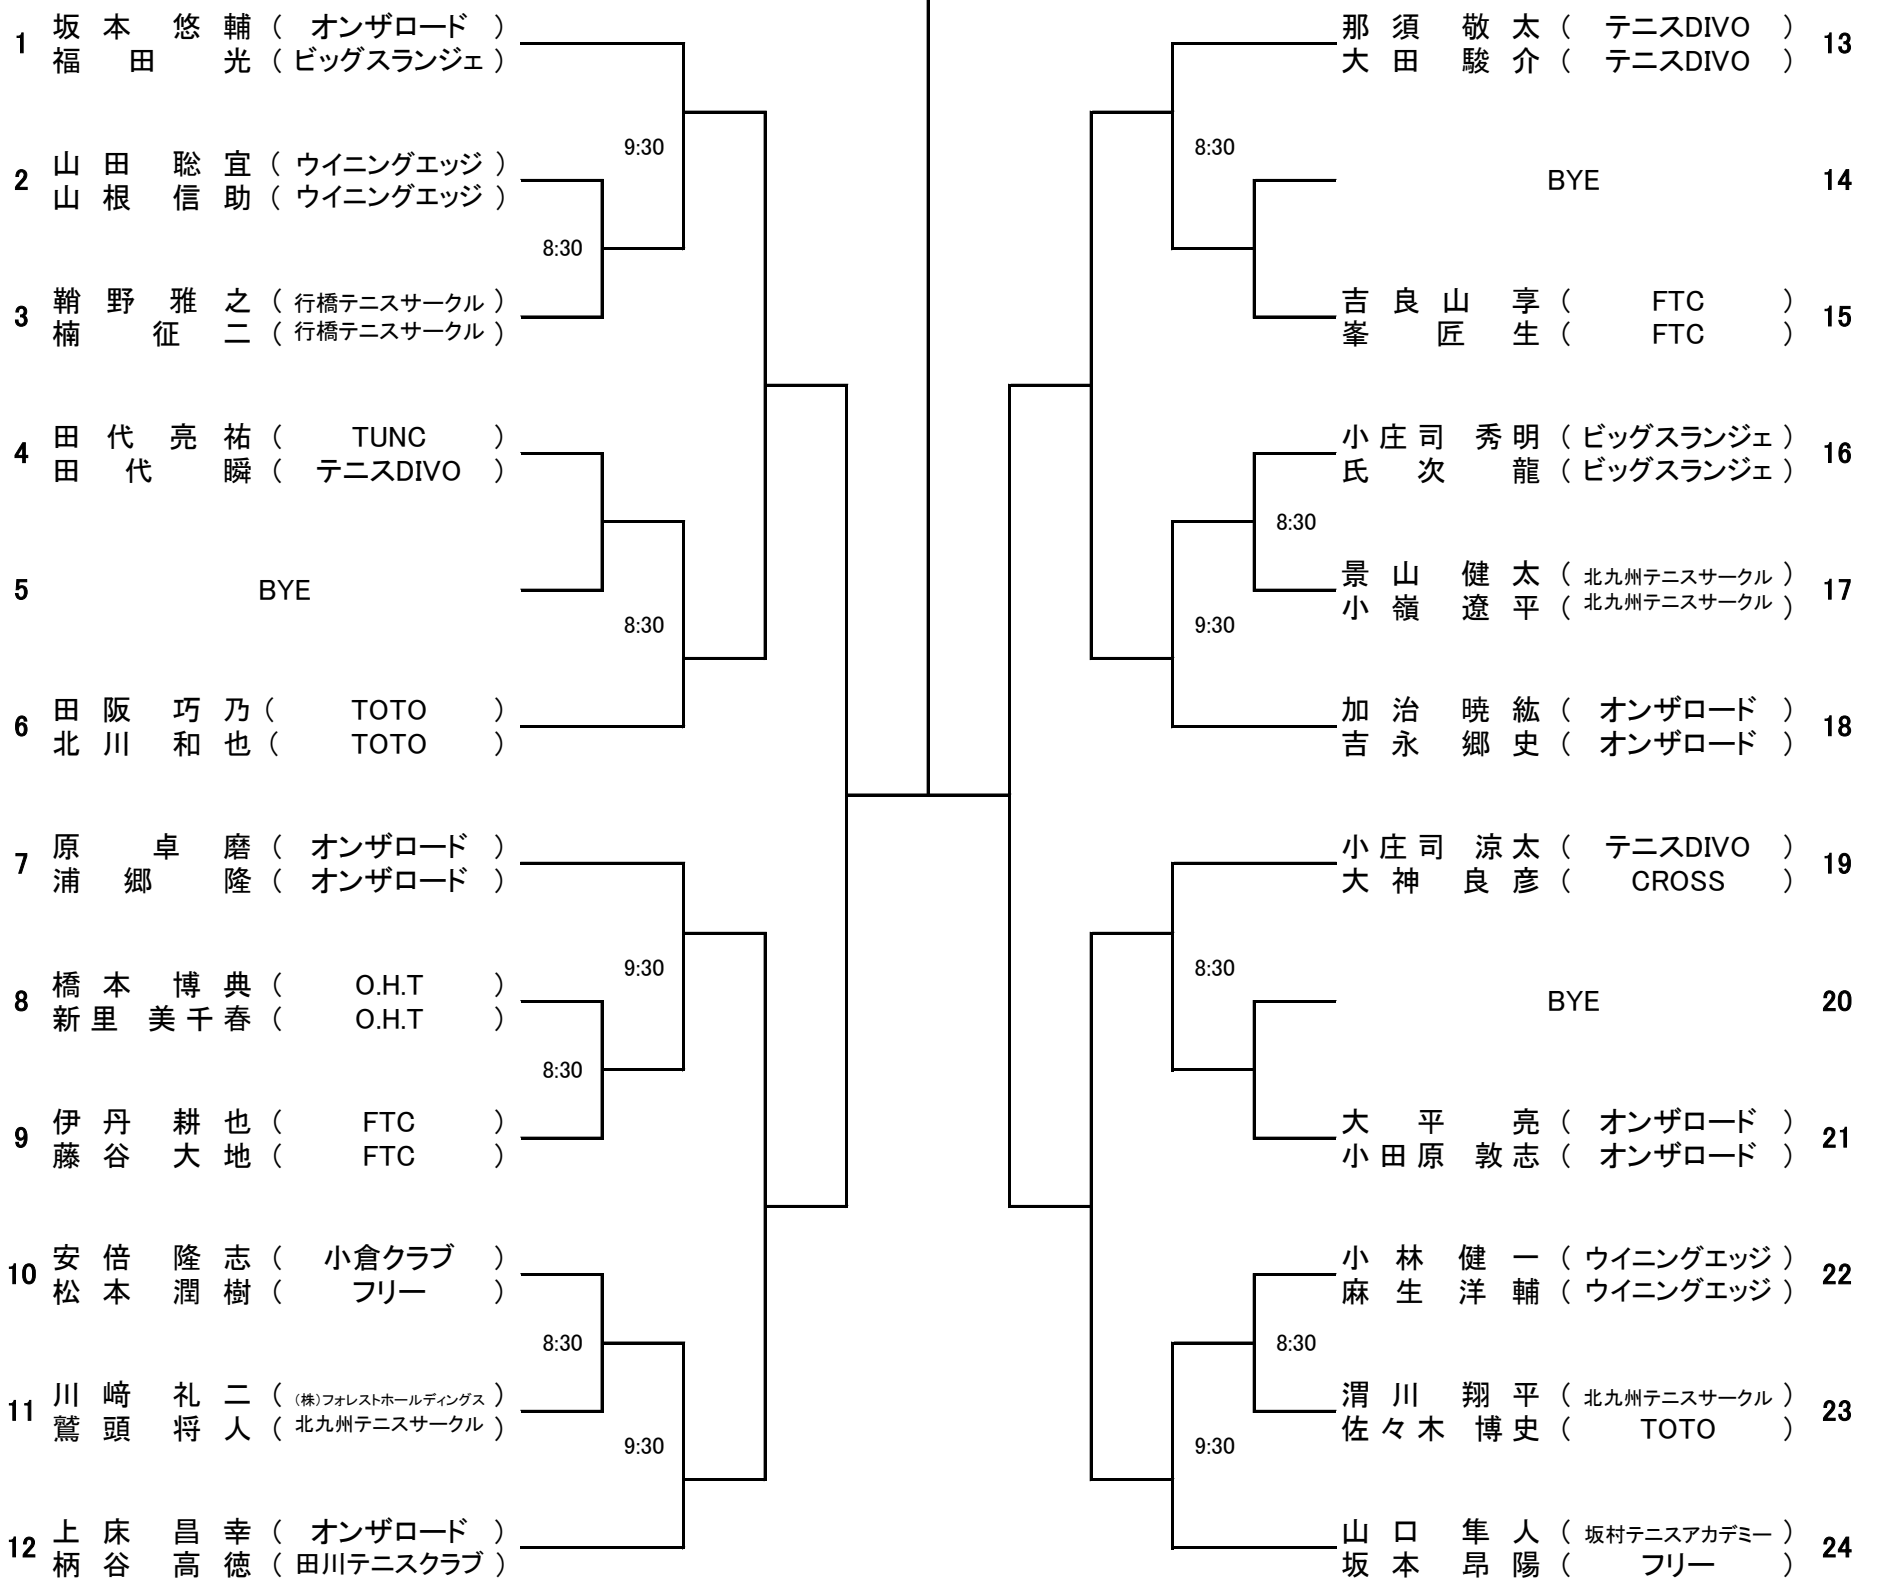 1 坂本 悠輔 ( オンザロード )
福田 光 ( ビッグスランジェ )
9:30
2 山田 聡宜 ( ウイニングエッジ )
山根 信助 ( ウイニングエッジ )
8:30
3 鞘野 雅之 ( 行橋テニスサークル )
楠 征二 ( 行橋テニスサークル )
4 田代 亮祐 ( TUNC )
田代 瞬 ( テニスDIVO )
5 BYE
8:30
6 田阪 巧乃 ( TOTO )
北川 和也 ( TOTO )
7 原 卓磨 ( オンザロード )
浦郷 隆 ( オンザロード )
9:30
8 橋本 博典 ( O.H.T )
新里 美千春 ( O.H.T )
8:30
9 伊丹 耕也 ( FTC )
藤谷 大地 ( FTC )
10 安倍 隆志 ( 小倉クラブ )
松本 潤樹 ( フリー )
8:30
11 川﨑 礼二 ( (株)フォレストホールディングス )
鷲頭 将人 ( 北九州テニスサークル )
9:30
12 上床 昌幸 ( オンザロード )
柄谷 高徳 ( 田川テニスクラブ )
那須 敬太 ( テニスDIVO ) 13
大田 駿介 ( テニスDIVO )
8:30
BYE 14
吉良山 享 ( FTC ) 15
峯 匠生 ( FTC )
小庄司 秀明 ( ビッグスランジェ ) 16
氏次 龍 ( ビッグスランジェ )
8:30
景山 健太 ( 北九州テニスサークル ) 17
小嶺 遼平 ( 北九州テニスサークル )
9:30
加治 暁紘 ( オンザロード ) 18
吉永 郷史 ( オンザロード )
小庄司 涼太 ( テニスDIVO ) 19
大神 良彦 ( CROSS )
8:30
BYE 20
大平 亮 ( オンザロード ) 21
小田原 敦志 ( オンザロード )
小林 健一 ( ウイニングエッジ ) 22
麻生 洋輔 ( ウイニングエッジ )
8:30
渭川 翔平 ( 北九州テニスサークル ) 23
佐々木 博史 ( TOTO )
9:30
山口 隼人 ( 坂村テニスアカデミー ) 24
坂本 昂陽 ( フリー )